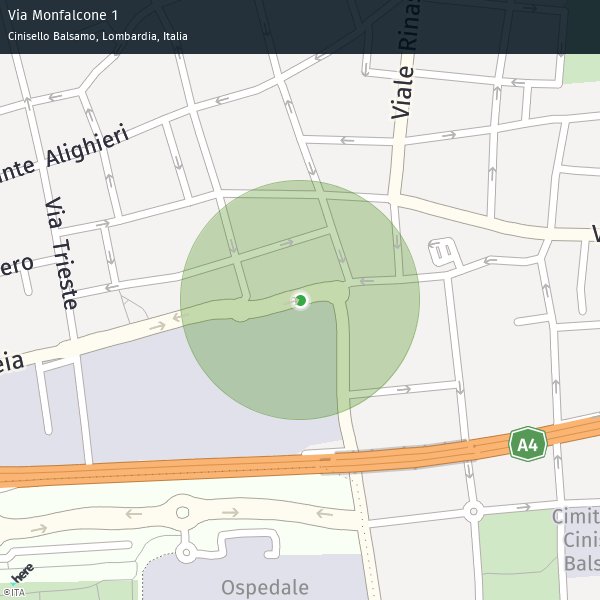 Via Monfalcone 1
Cinisello Balsamo, Lombardia, Italia
Viale Rinas
nte Alighieri
Via Trieste
ero
V
eia
A4
Cimit
Cinis
Bals
Ospedale
here
©ITA